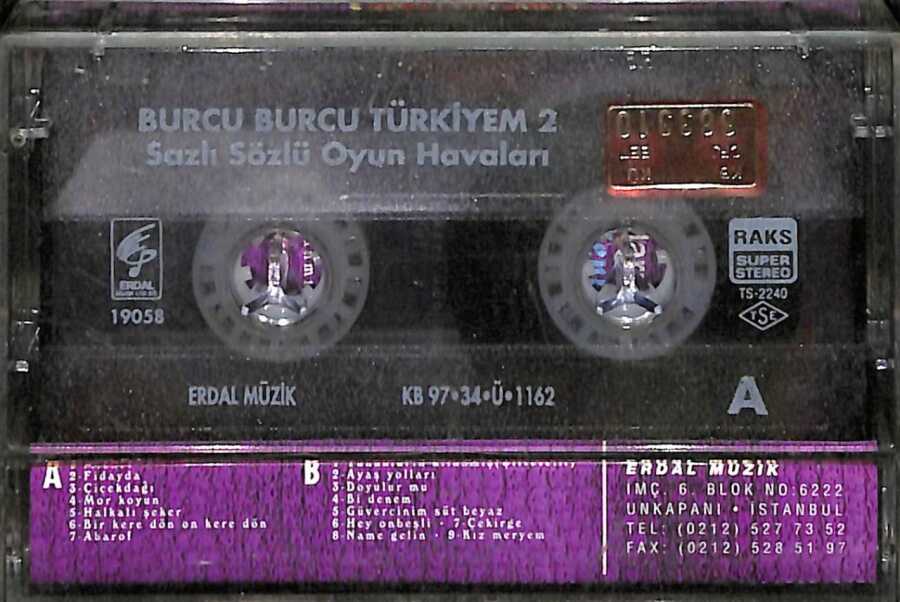 BURCU BURCU TÜRKİYEM 2
Sazlı Sözlü Oyun Havaları
ERDAL
19058
RAKS
SUPER
STEREO
TS-2240
TSE
ERDAL MÜZİK
KB 97•34•Ü•1162
A
A
2-Fidayda
3-Çiçekdağı
4-Mor koyun
5-Halkalı şeker
6-Bir kere dön on kere dön
7-Abarof
B
2-Ayaş yolları
3-Doyulur mu
4-Bi denem
5-Güvercinim süt beyaz
6-Hey onbeşli · 7-Çekirge
8-Name gelin · 9-Kız meryem
ERDAL MÜZİK
İMÇ. 6. BLOK NO:6222
UNKAPANI • İSTANBUL
TEL: (0212) 527 73 52
FAX: (0212) 528 51 97